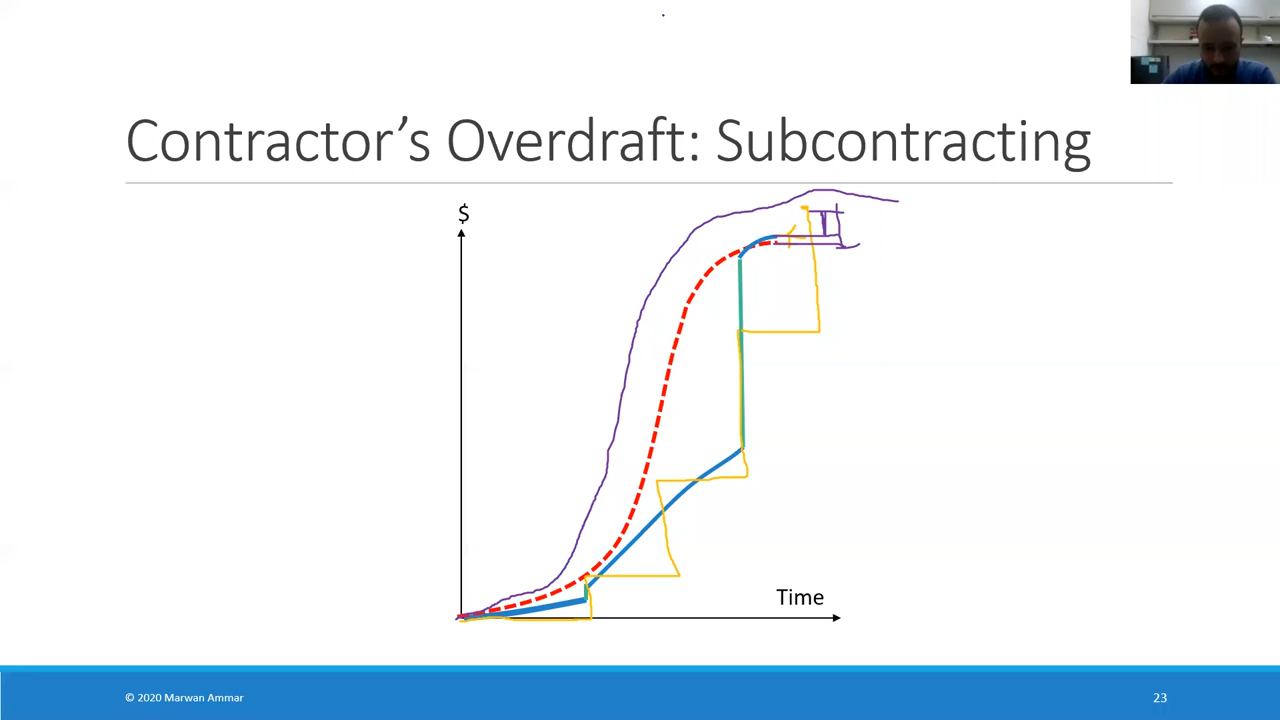 Contractor’s Overdraft: Subcontracting
$
Time
© 2020 Marwan Ammar
23